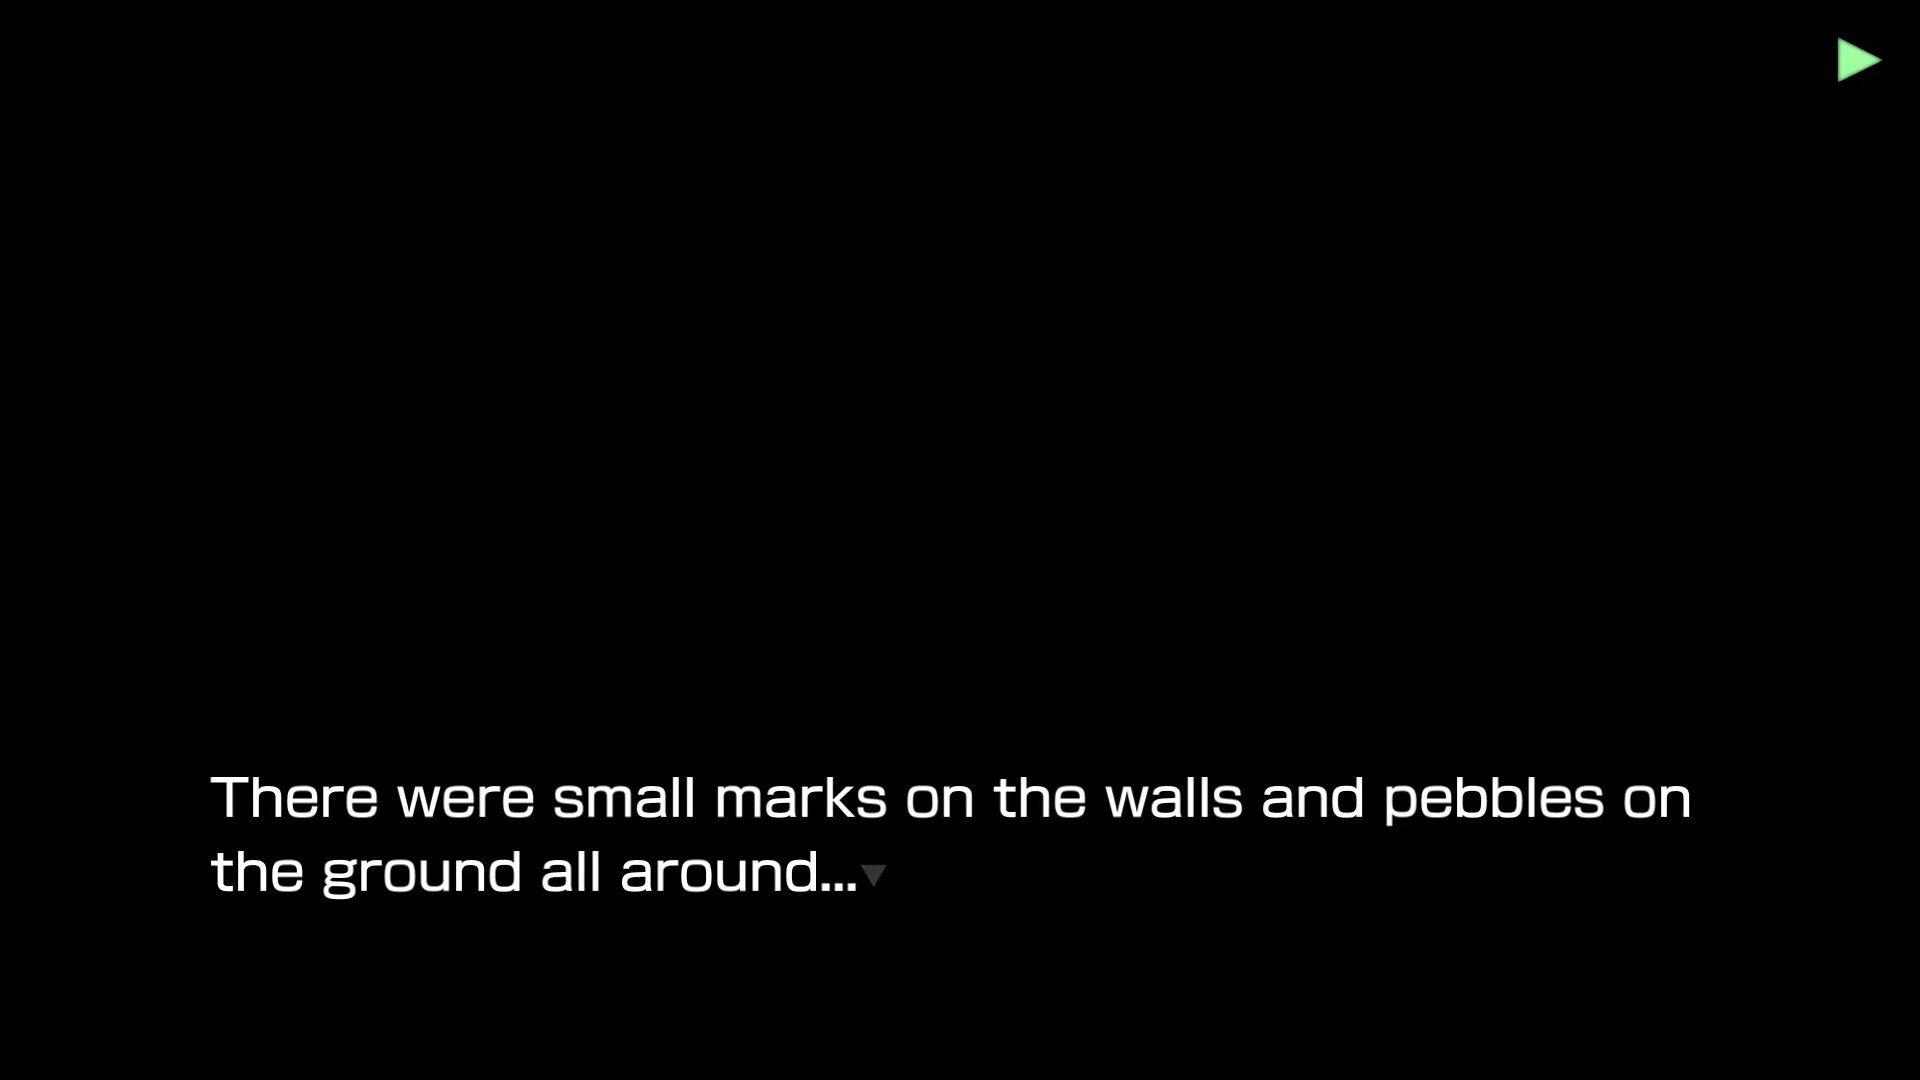 There were small marks on the walls and pebbles on
the ground all around...